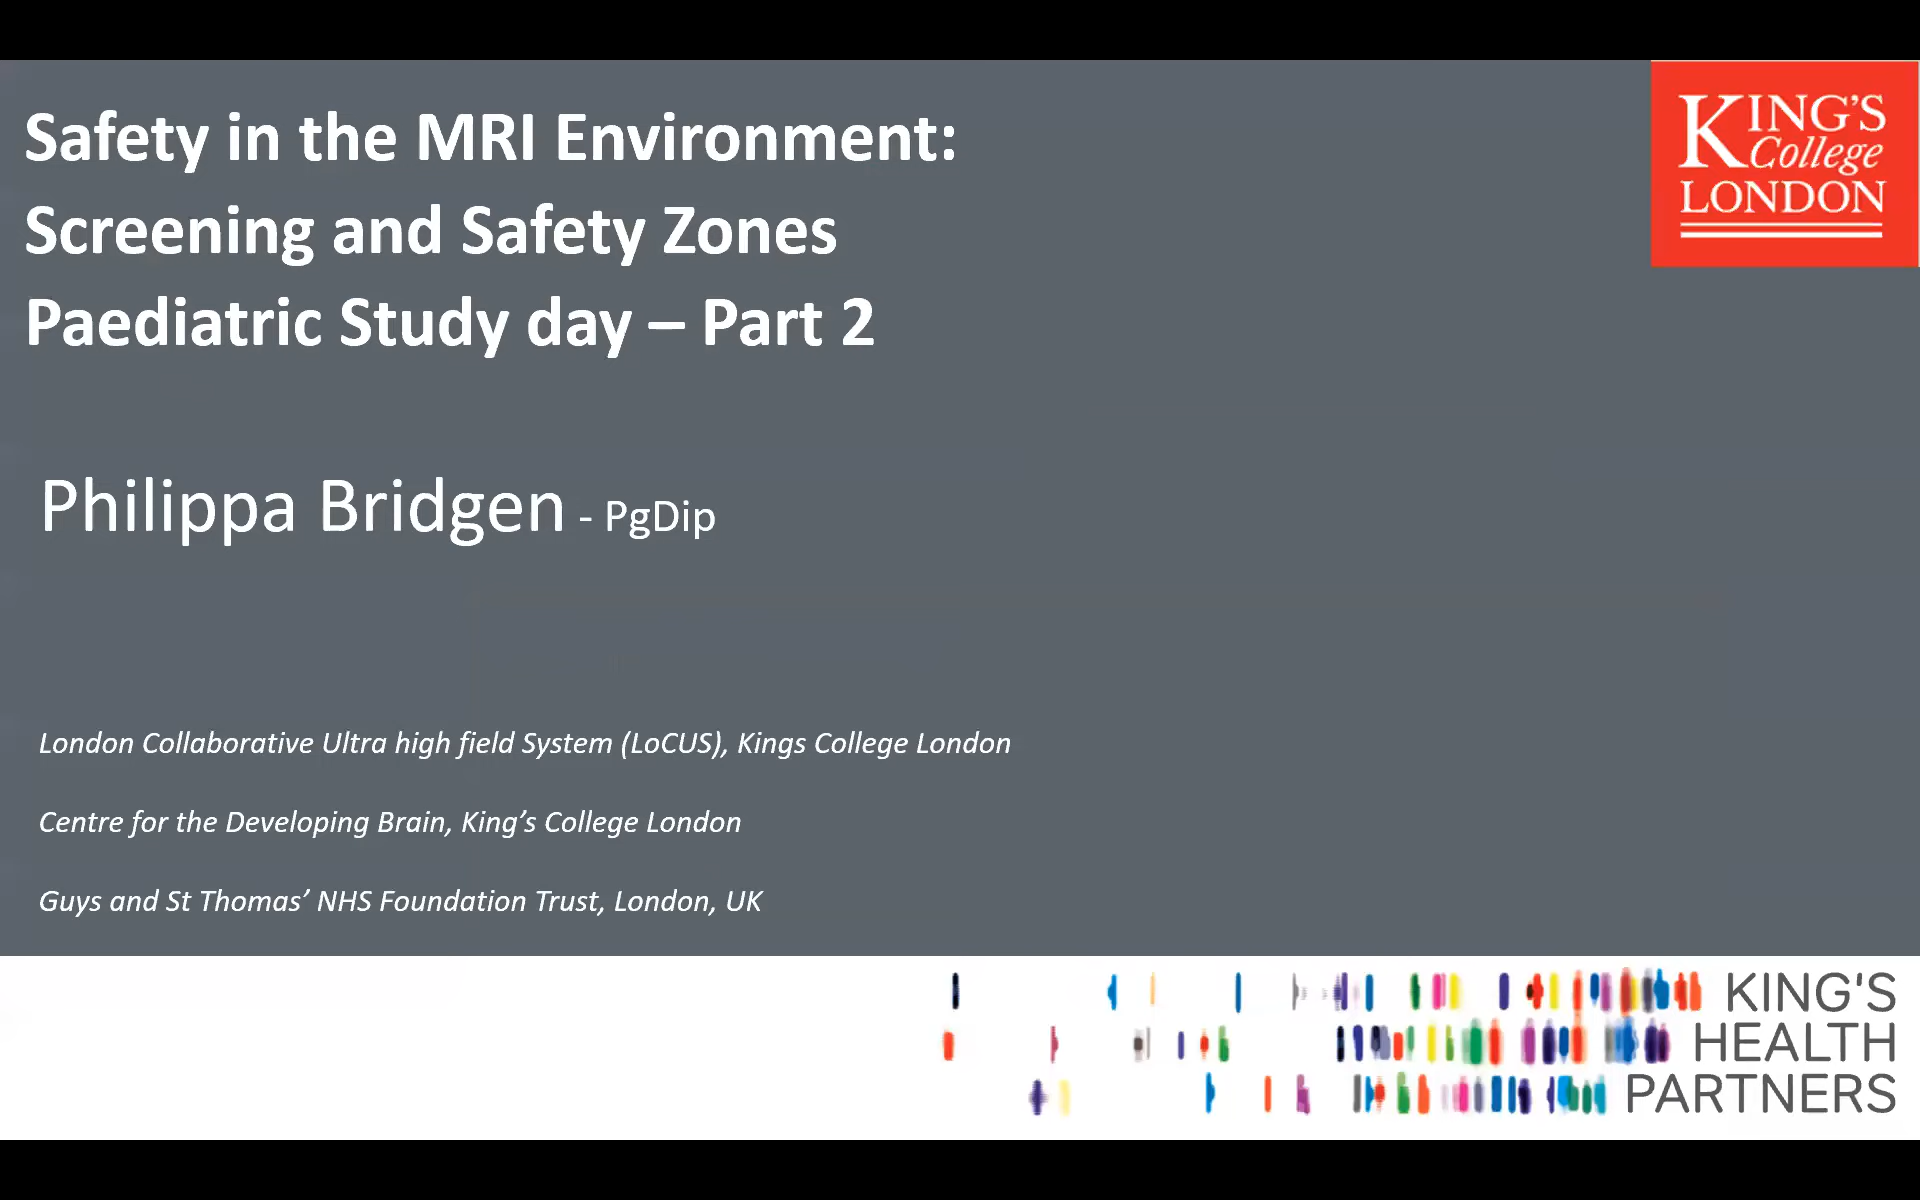 Safety in the MRI Environment:
Screening and Safety Zones
Paediatric Study day – Part 2
KING'S
College
LONDON
Philippa Bridgen - PgDip
London Collaborative Ultra high field System (LoCUS), Kings College London
Centre for the Developing Brain, King’s College London
Guys and St Thomas’ NHS Foundation Trust, London, UK
KING'S
HEALTH
PARTNERS